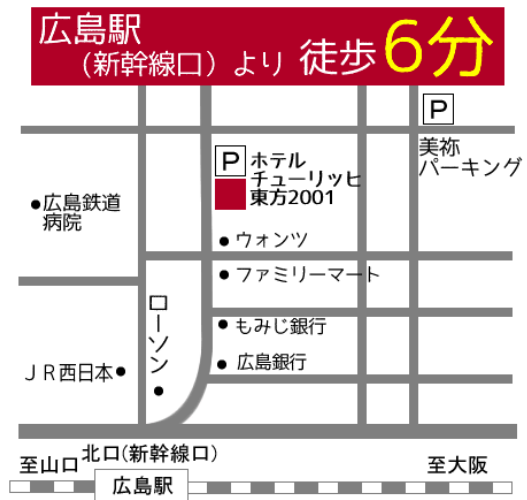 広島駅
(新幹線口) より 徒歩6分
P
美祢
パーキング
P ホテル
チューリッヒ
東方2001
●広島鉄道
病院
●ウォンツ
●ファミリーマート
ローソン●
●もみじ銀行
●広島銀行
JR西日本●
北口(新幹線口)
至山口
至大阪
広島駅